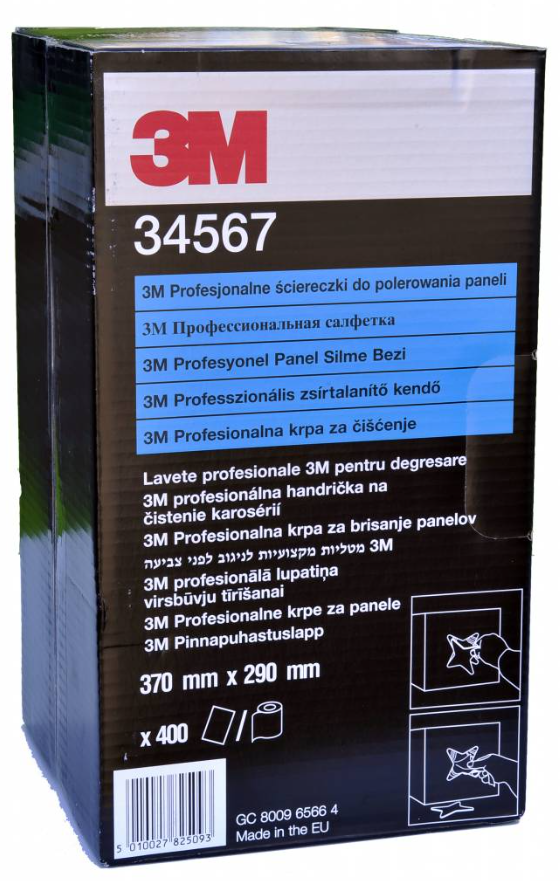 3M
34567
3M Profesjonalne ściereczki do polerowania paneli
3M Профессиональная салфетка
3M Profesyonel Panel Silme Bezi
3M Professzionális zsírtalanító kendő
3M Profesionalna krpa za čišćenje
Lavete profesionale 3M pentru degresare
3M profesionálna handrička na
čistenie karosérií
3M Profesionalna krpa za brisanje panelov
3M מטליות מקצועיות לניגוב לפני צביעה
3M profesionālā lupatiņa
virsbūvju tīrīšanai
3M Profesionalne krpe za panele
3M Pinnapuhastuslapp
370 mm x 290 mm
x 400 /
GC 8009 6566 4
Made in the EU
5 010027 825093